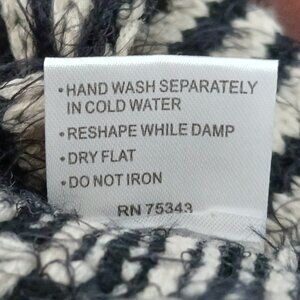 •HAND WASH SEPARATELY
IN COLD WATER
•RESHAPE WHILE DAMP
•DRY FLAT
•DO NOT IRON
RN 75343